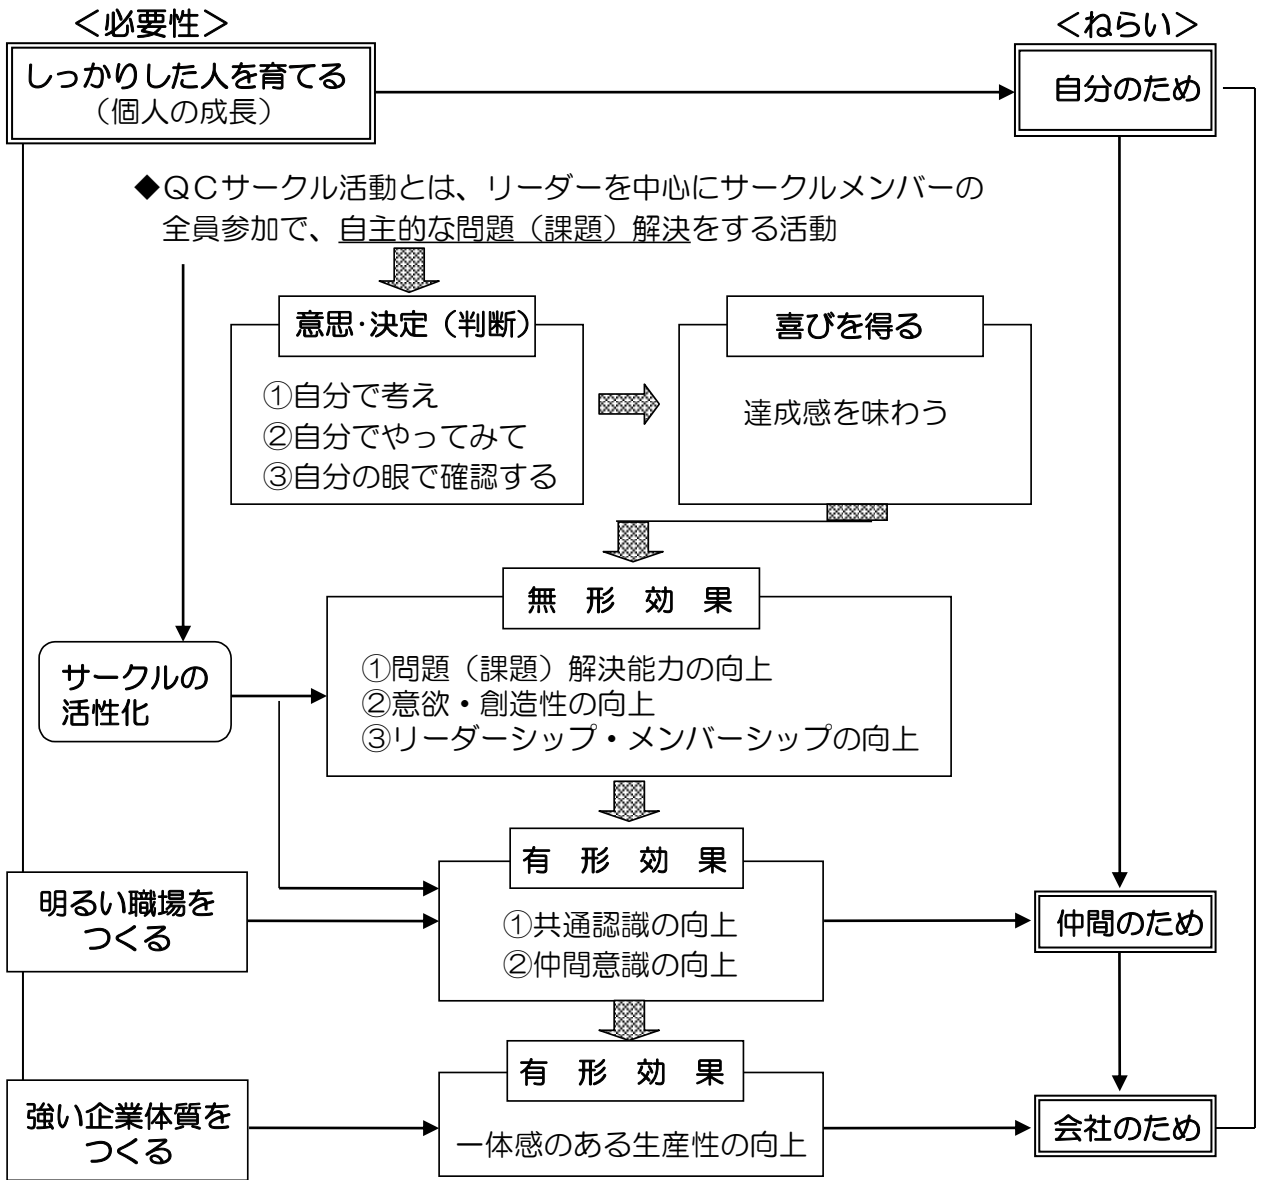 ＜必要性＞
＜ねらい＞
しっかりした人を育てる
（個人の成長）
自分のため
◆ＱＣサークル活動とは、リーダーを中心にサークルメンバーの
全員参加で、自主的な問題（課題）解決をする活動
意思･決定（判断）
①自分で考え
②自分でやってみて
③自分の眼で確認する
喜びを得る
達成感を味わう
無　形　効　果
①問題（課題）解決能力の向上
②意欲・創造性の向上
③リーダーシップ・メンバーシップの向上
サークルの
活性化
有　形　効　果
①共通認識の向上
②仲間意識の向上
明るい職場を
つくる
仲間のため
有　形　効　果
一体感のある生産性の向上
強い企業体質を
つくる
会社のため